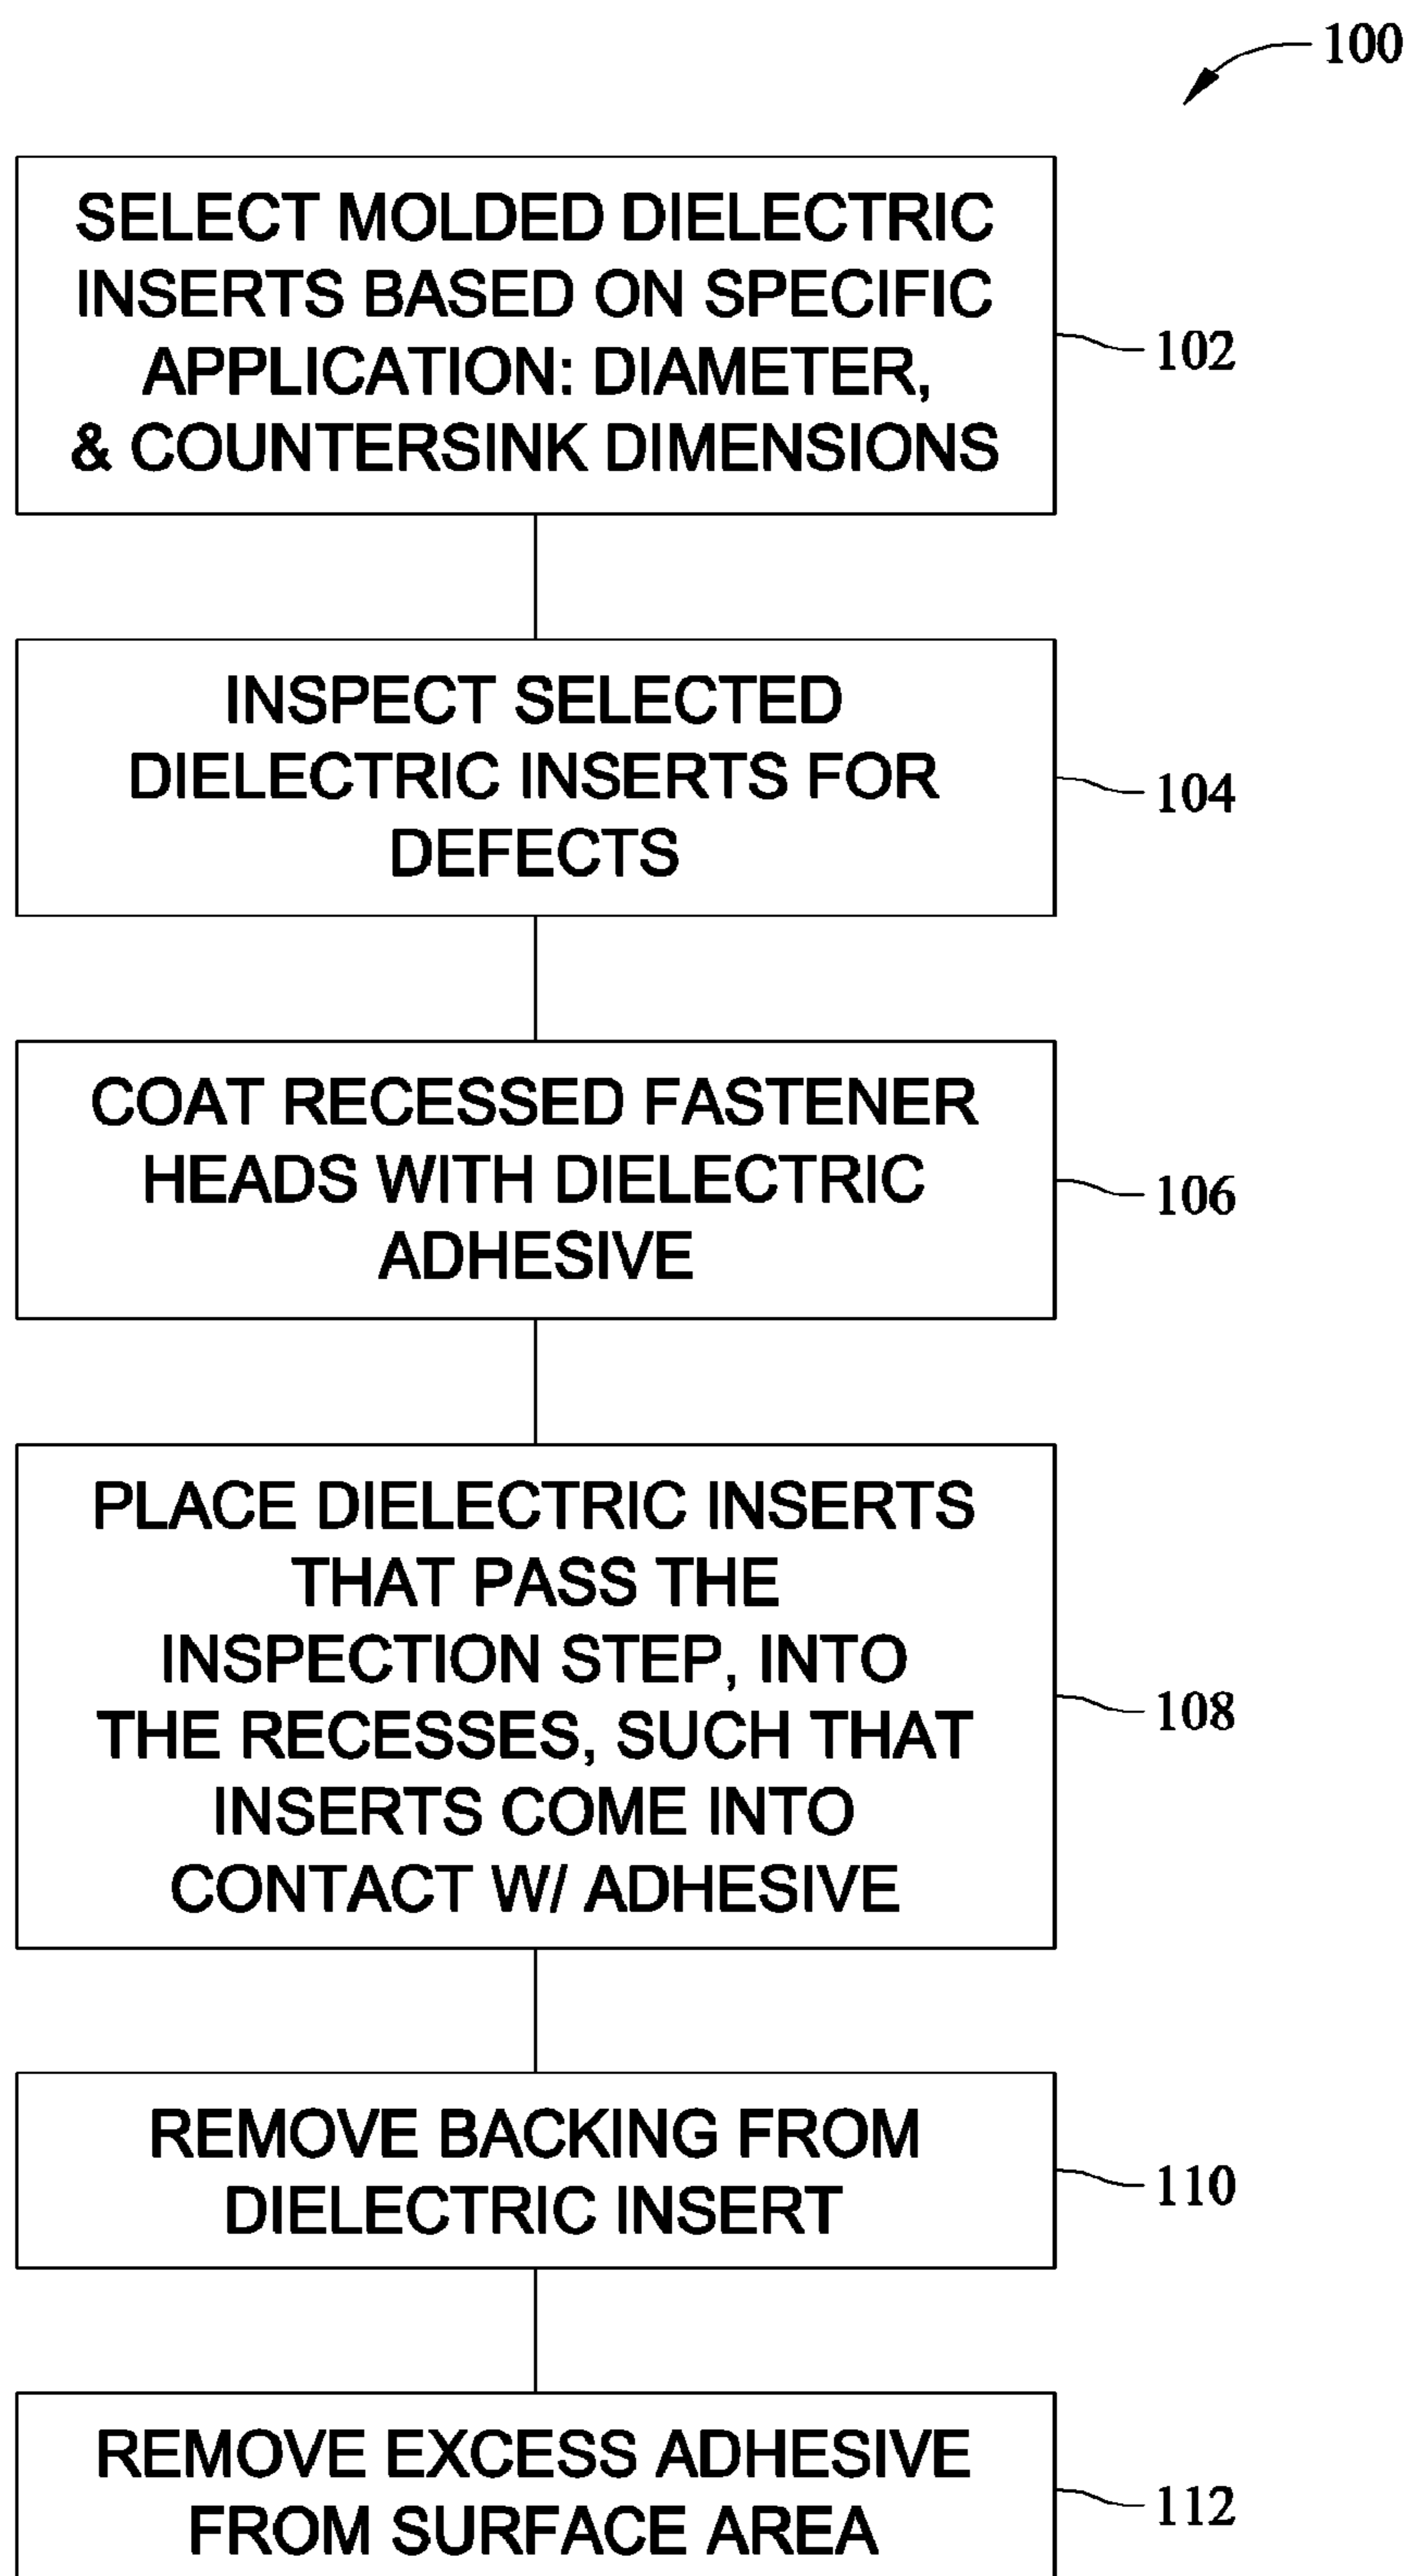 100
SELECT MOLDED DIELECTRIC
INSERTS BASED ON SPECIFIC
APPLICATION: DIAMETER,
& COUNTERSINK DIMENSIONS
102
INSPECT SELECTED
DIELECTRIC INSERTS FOR
DEFECTS
104
COAT RECESSED FASTENER
HEADS WITH DIELECTRIC
ADHESIVE
106
PLACE DIELECTRIC INSERTS
THAT PASS THE
INSPECTION STEP, INTO
THE RECESSES, SUCH THAT
INSERTS COME INTO
CONTACT W/ ADHESIVE
108
REMOVE BACKING FROM
DIELECTRIC INSERT
110
REMOVE EXCESS ADHESIVE
FROM SURFACE AREA
112